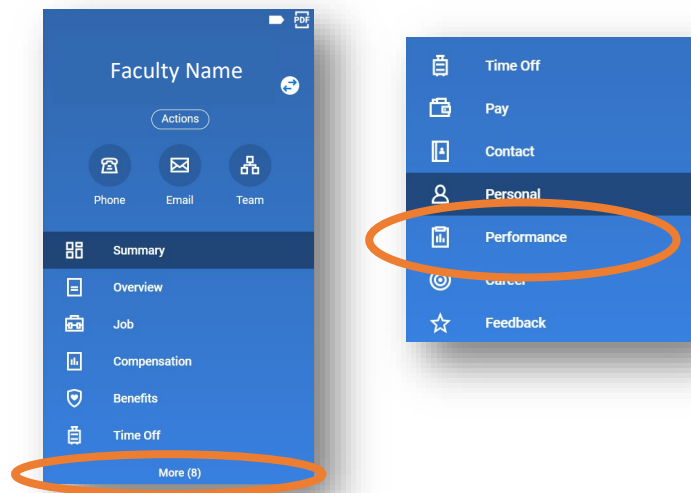 PDF
Faculty Name
Actions
Phone Email Team
Summary
Overview
Job
Compensation
Benefits
Time Off
More (8)
Time Off
Pay
Contact
Personal
Performance
Career
Feedback